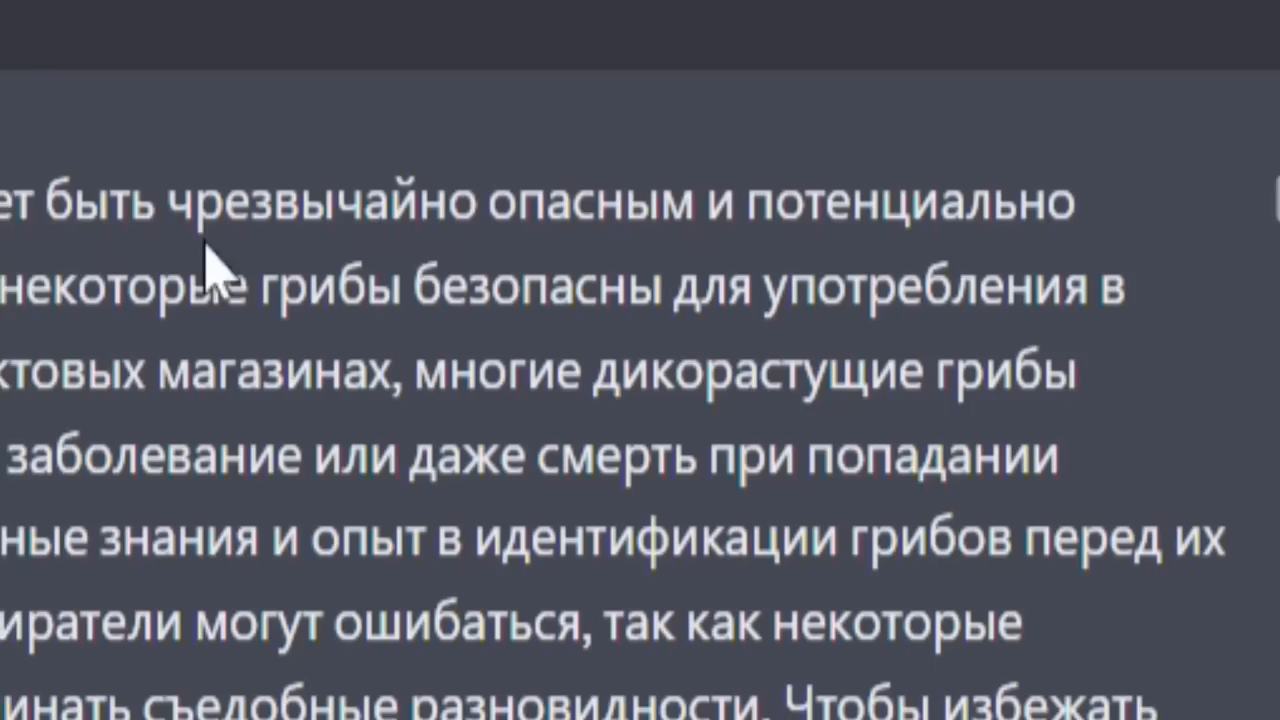 ет быть чрезвычайно опасным и потенциально
некоторые грибы безопасны для употребления в
ктовых магазинах, многие дикорастущие грибы
заболевание или даже смерть при попадании
ные знания и опыт в идентификации грибов перед их
иратели могут ошибаться, так как некоторые
инать съедобные разновидности. Чтобы избежать